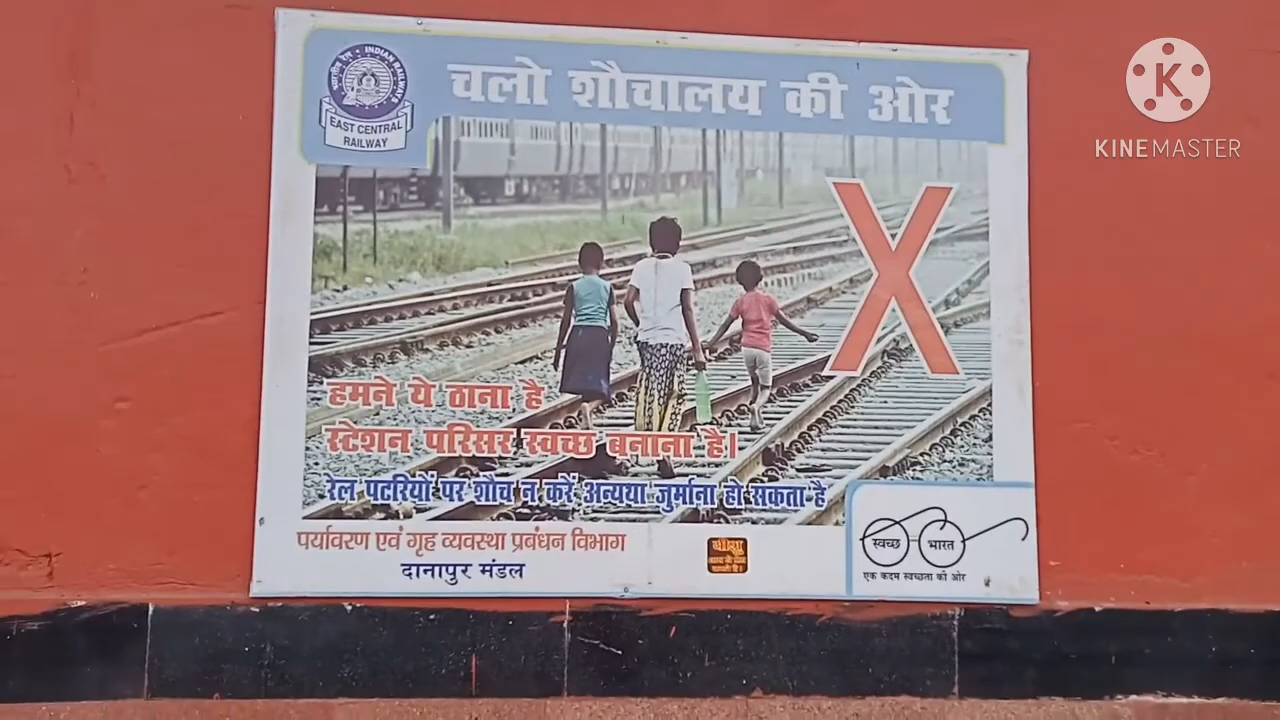 भारतीय रेल • INDIAN RAILWAYS
EAST CENTRAL
RAILWAY
चलो शौचालय की ओर
K
KINEMASTER
X
हमने ये ठाना है
स्टेशन परिसर स्वच्छ बनाना है।
रेल पटरियों पर शौच न करें अन्यथा जुर्माना हो सकता है
पर्यावरण एवं गृह व्यवस्था प्रबंधन विभाग
दानापुर मंडल
स्वच्छ भारत
एक कदम स्वच्छता की ओर